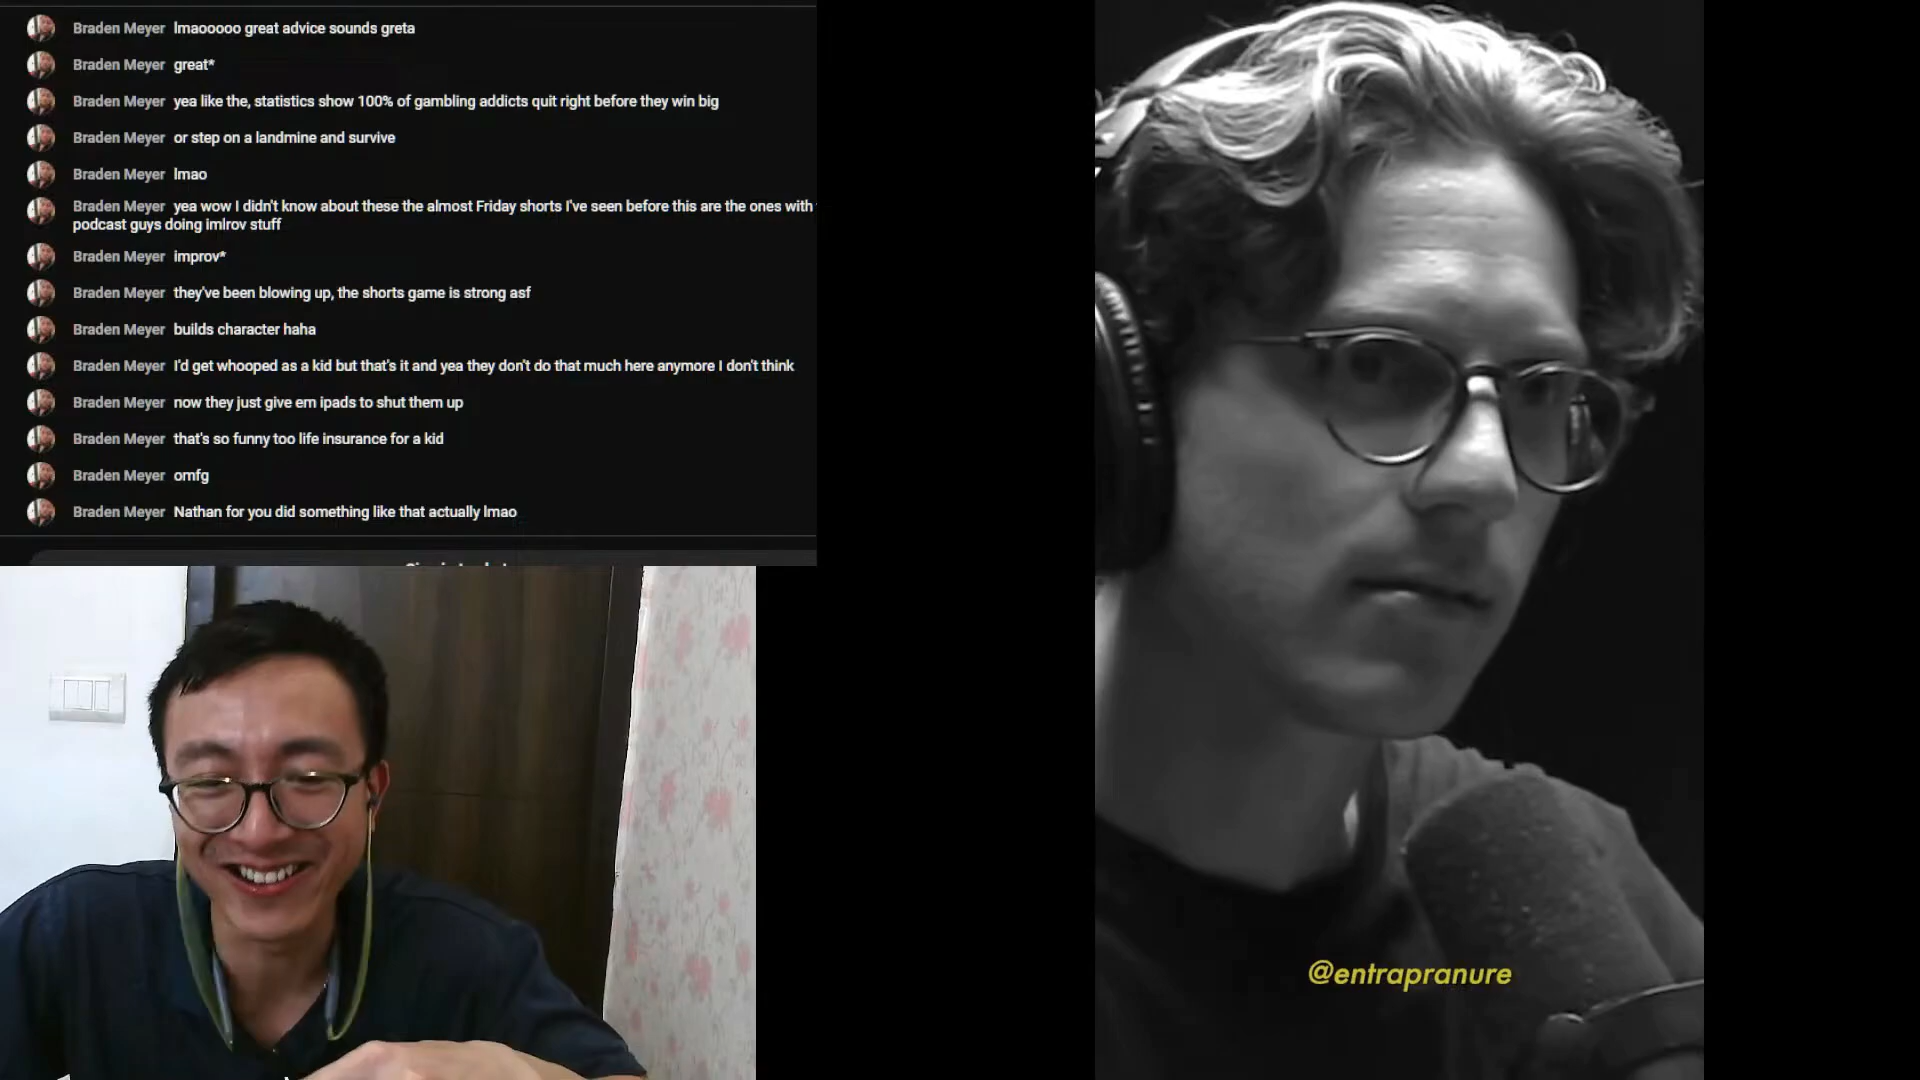 Braden Meyer lmaooooo great advice sounds greta
Braden Meyer great*
Braden Meyer yea like the, statistics show 100% of gambling addicts quit right before they win big
Braden Meyer or step on a landmine and survive
Braden Meyer lmao
Braden Meyer yea wow I didn't know about these the almost Friday shorts I've seen before this are the ones with
podcast guys doing imlrov stuff
Braden Meyer improv*
Braden Meyer they've been blowing up, the shorts game is strong asf
Braden Meyer builds character haha
Braden Meyer I'd get whooped as a kid but that's it and yea they don't do that much here anymore I don't think
Braden Meyer now they just give em ipads to shut them up
Braden Meyer that's so funny too life insurance for a kid
Braden Meyer omfg
Braden Meyer Nathan for you did something like that actually lmao
@entrapranure